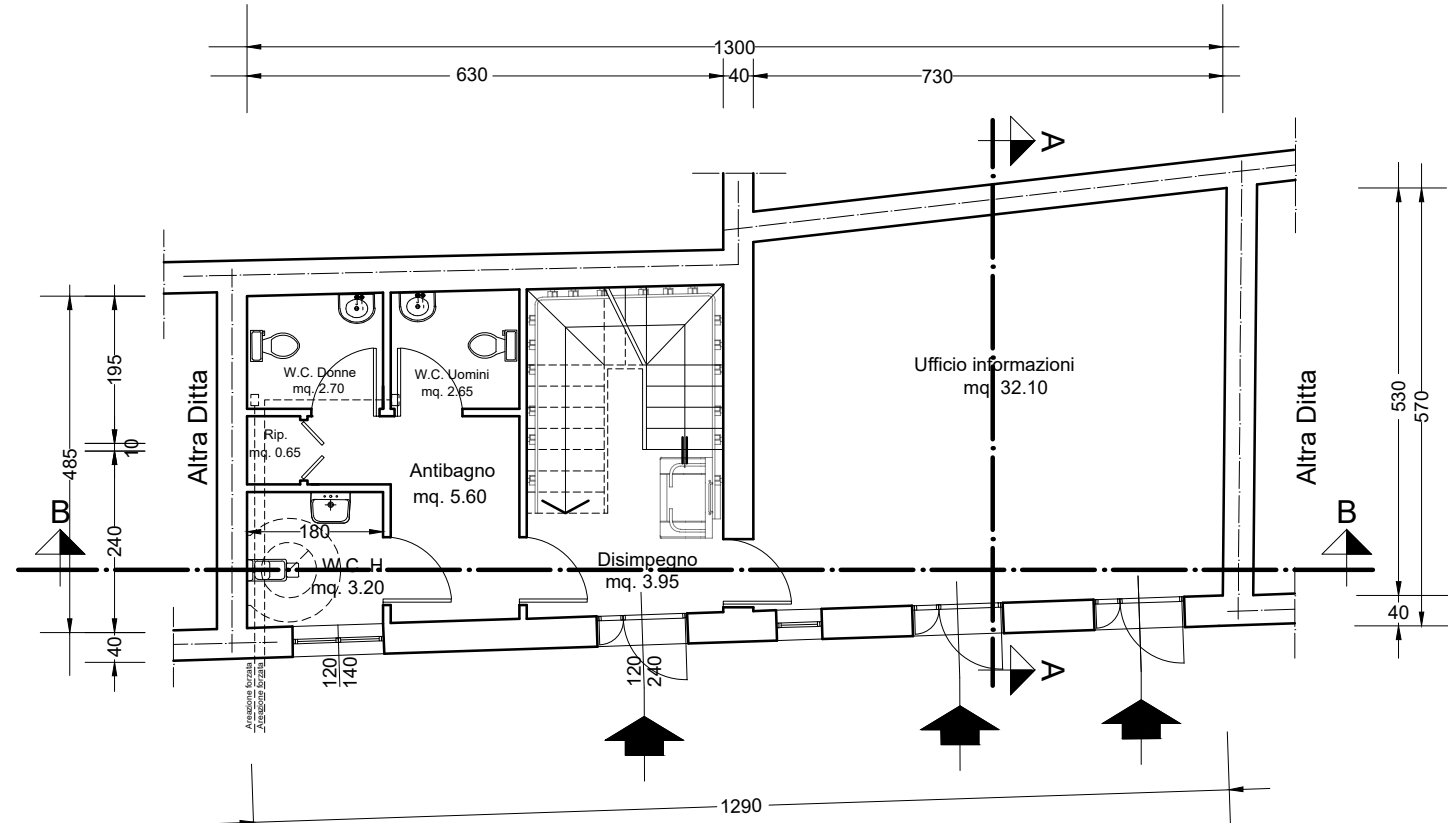 1300
630
40
730
A
W.C. Donne
mq. 2.70
W.C. Uomini
mq. 2.65
Ufficio informazioni
mq. 32.10
Rip.
mq. 0.65
Antibagno
mq. 5.60
Altra Ditta
Altra Ditta
195
10
485
240
40
530
570
40
B
B
180
W.C. H
mq. 3.20
Disimpegno
mq. 3.95
120
140
120
240
A
Areazione forzata
Areazione forzata
1290